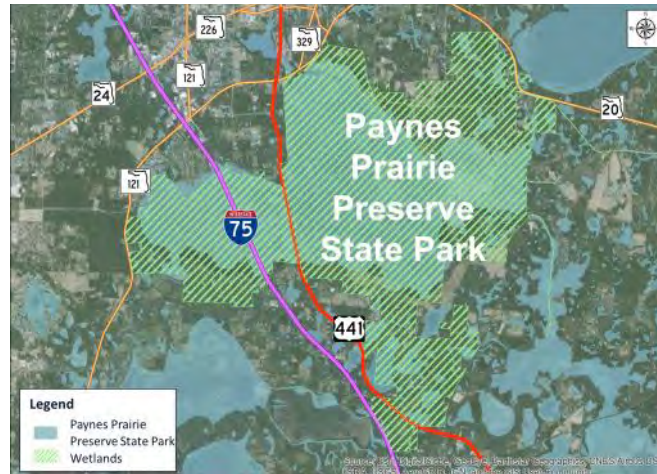 226
329
121
24
20
121
Paynes
Prairie
Preserve
State Park
INTERSTATE
75
441
Legend
Paynes Prairie
Preserve State Park
Wetlands